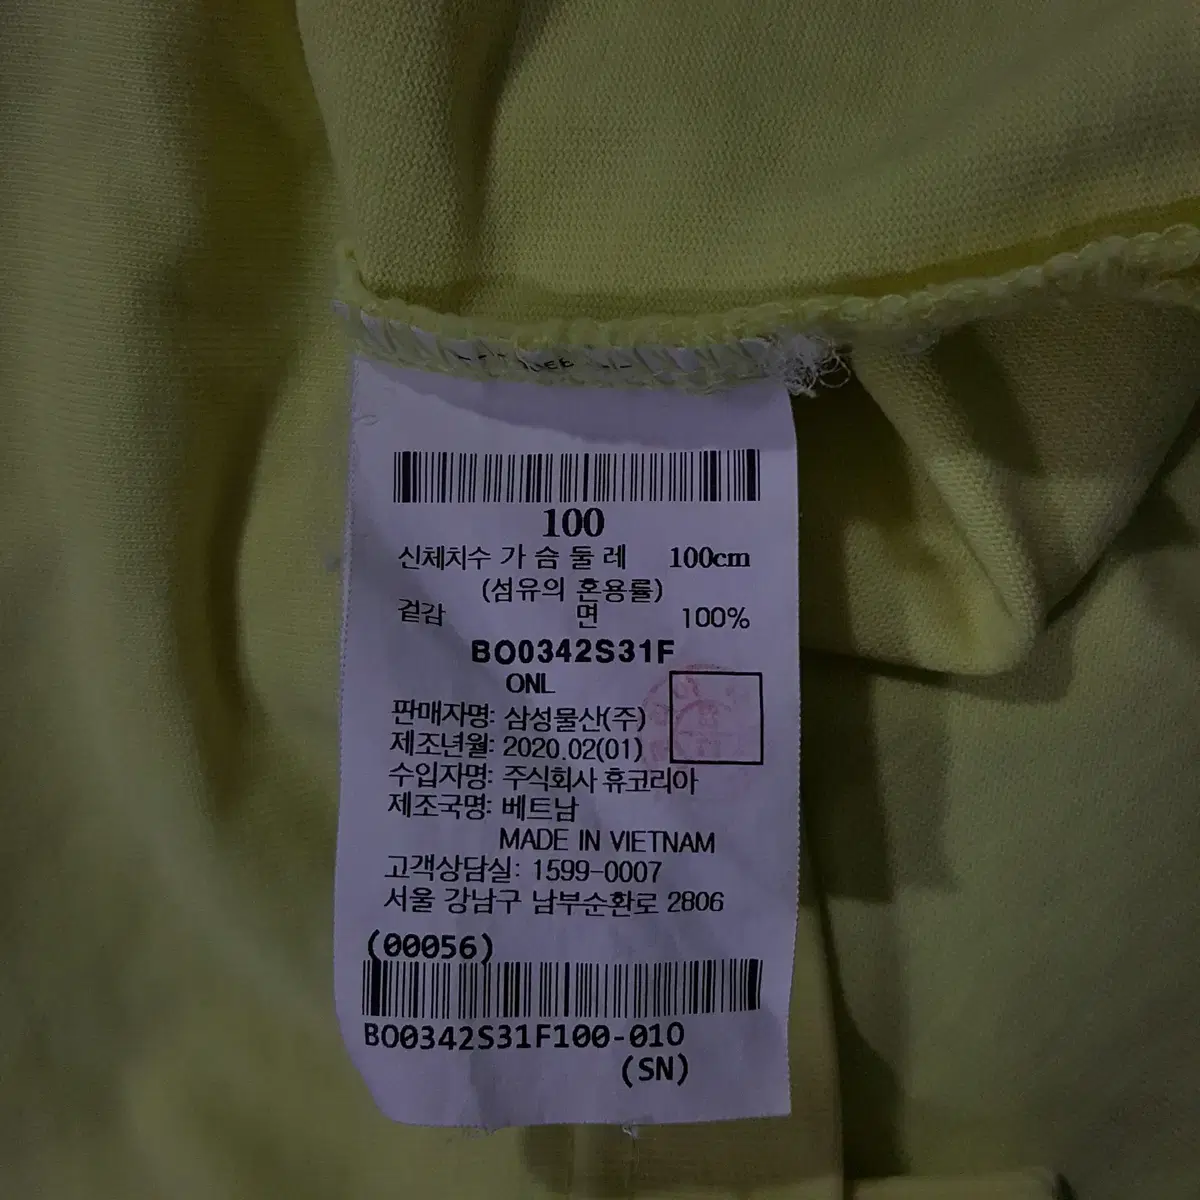 100
신체치수 가 슴 둘 레 100cm
(섬유의 혼용률)
겉감 면 100%
BO0342S31F
ONL
판매자명: 삼성물산(주)
제조년월: 2020.02(01)
수입자명: 주식회사 휴코리아
제조국명: 베트남
MADE IN VIETNAM
고객상담실: 1599-0007
서울 강남구 남부순환로 2806
(00056)
BO0342S31F100-010
(SN)